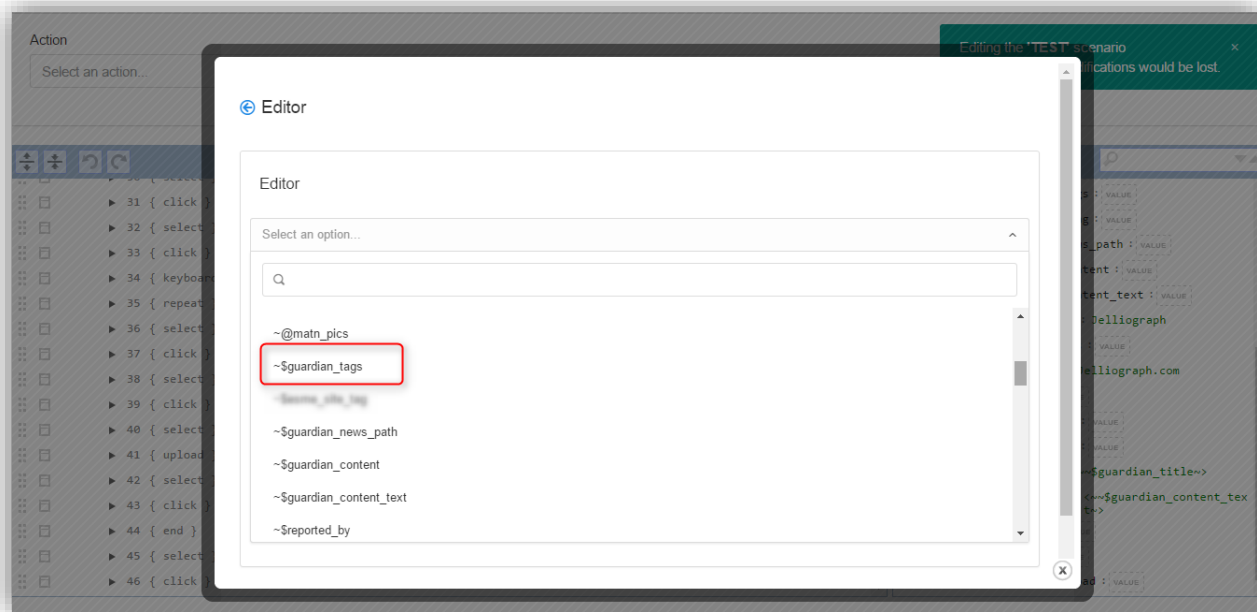 Action
Select an action...
Editing the 'TEST' scenario
ifications would be lost.
×
Editor
Editor
Select an option...
~@matn_pics
~$guardian_tags
~$guardian_news_path
~$guardian_content
~$guardian_content_text
~$reported_by
x
▶ 31 { click }
▶ 32 { select
▶ 33 { click }
▶ 34 { keyboard
▶ 35 { repeat
▶ 36 { select
▶ 37 { click }
▶ 38 { select
▶ 39 { click }
▶ 40 { select
▶ 41 { upload
▶ 42 { select
▶ 43 { click }
▶ 44 { end }
▶ 45 { select
▶ 46 { click }
s : VALUE
g : VALUE
s_path : VALUE
tent : VALUE
tent_text : VALUE
: Jelliograph
: VALUE
elliograph.com
: VALUE
: VALUE
~$guardian_title~>
<~~$guardian_content_tex
t~>
ad : VALUE